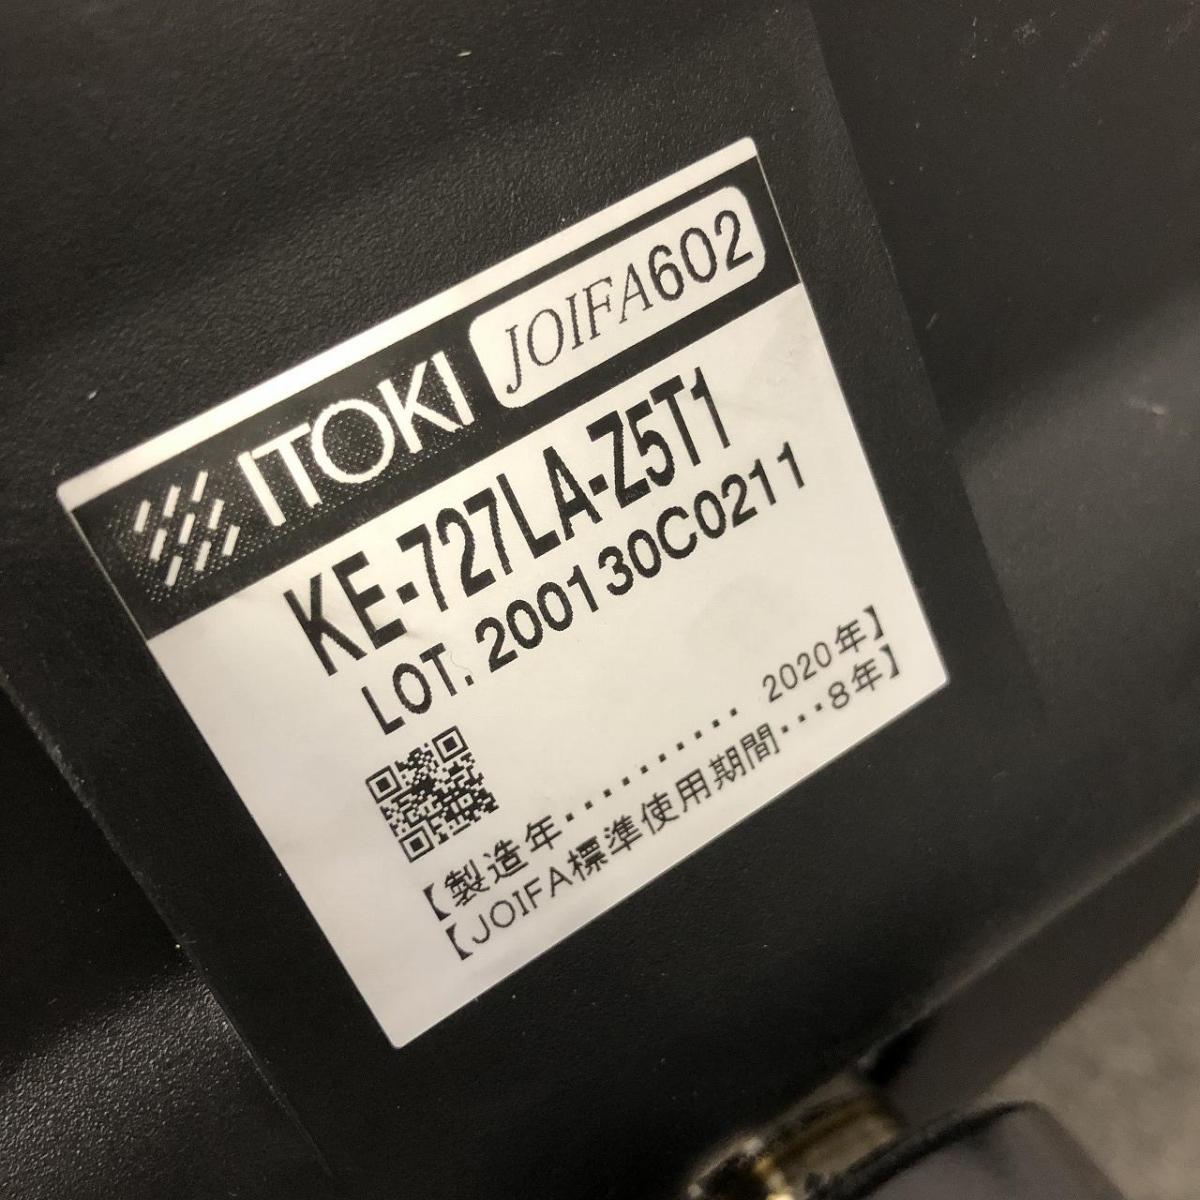 ITOKI JOIFA602
KE-727LA-Z5T1
LOT. 200130C0211
【製造年・・・・・・・・・・ 2020年】
【JOIFA標準使用期間・・・8年】